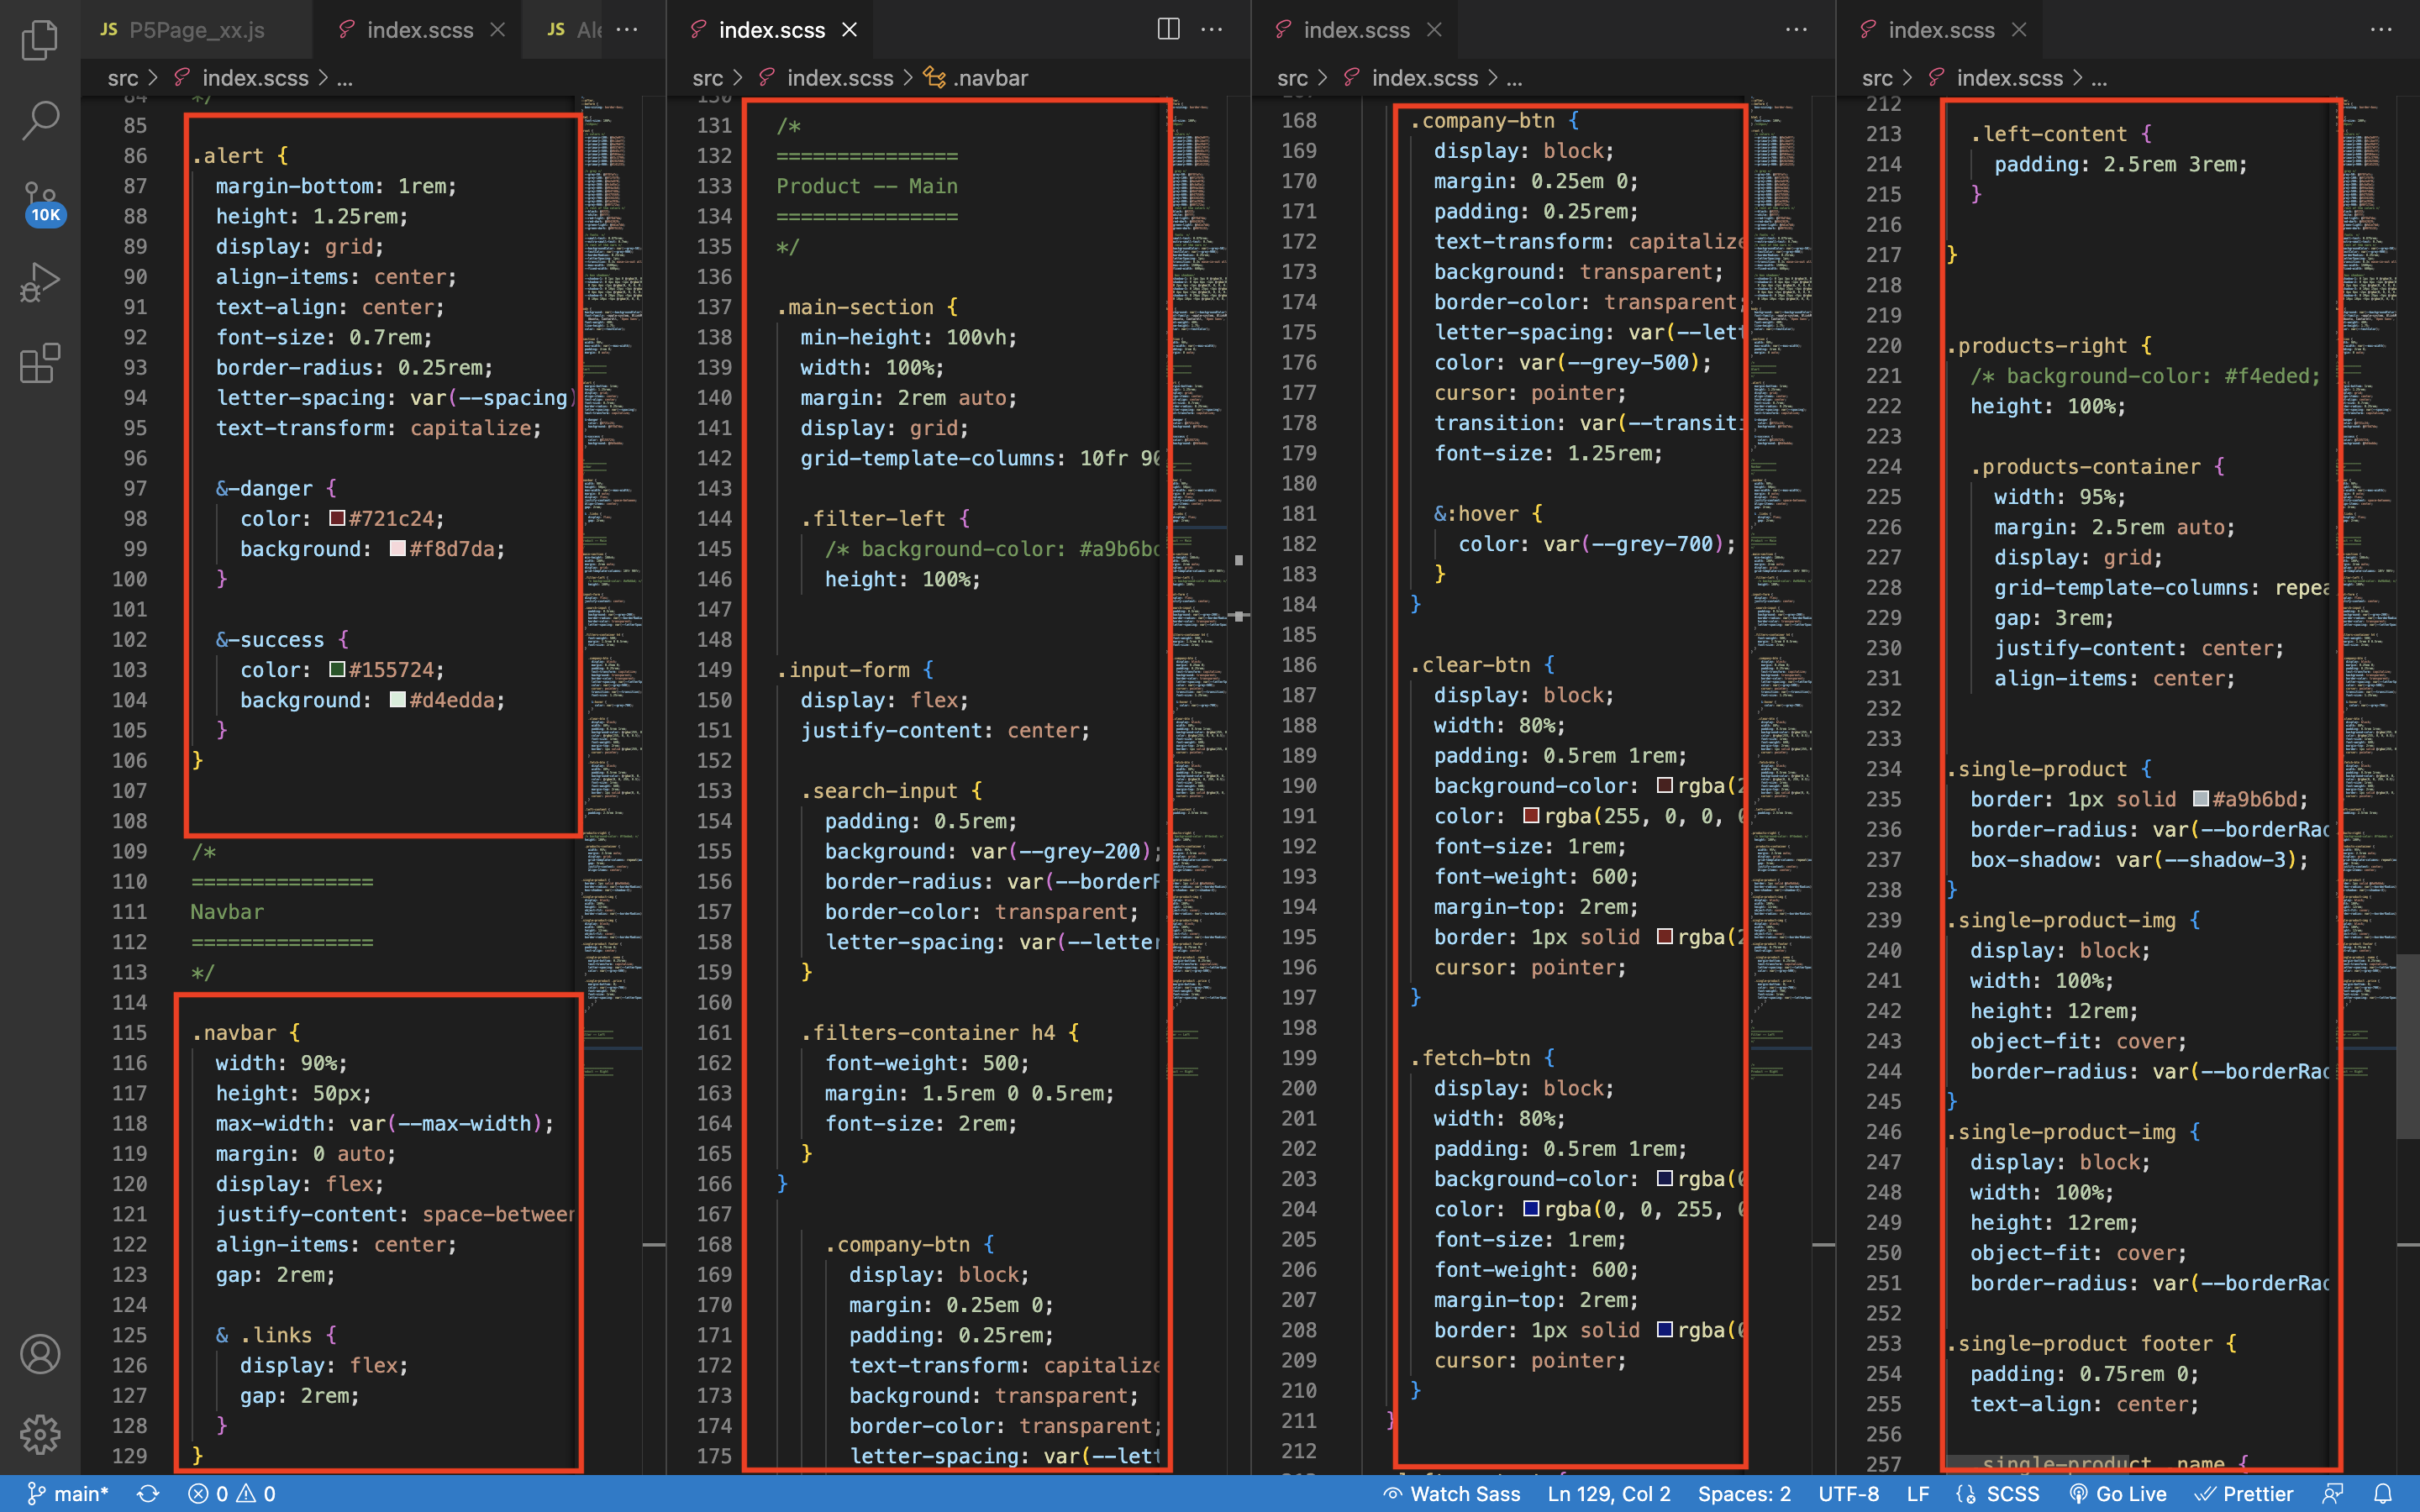 JS P5Page_xx.js
index.scss
JS Ale
index.scss
index.scss
index.scss
src > index.scss > ...
src > index.scss > .navbar
src > index.scss > ...
src > index.scss > ...
10K
84 */
85
86 .alert {
87 margin-bottom: 1rem;
88 height: 1.25rem;
89 display: grid;
90 align-items: center;
91 text-align: center;
92 font-size: 0.7rem;
93 border-radius: 0.25rem;
94 letter-spacing: var(--spacing)
95 text-transform: capitalize;
96
97 &-danger {
98 color: #721c24;
99 background: #f8d7da;
100 }
101
102 &-success {
103 color: #155724;
104 background: #d4edda;
105 }
106 }
107
108
109 /*
110 ===============
111 Navbar
112 ===============
113 */
114
115 .navbar {
116 width: 90%;
117 height: 50px;
118 max-width: var(--max-width);
119 margin: 0 auto;
120 display: flex;
121 justify-content: space-between
122 align-items: center;
123 gap: 2rem;
124
125 & .links {
126 display: flex;
127 gap: 2rem;
128 }
129 }
130
131 /*
132 ===============
133 Product -- Main
134 ===============
135 */
136
137 .main-section {
138 min-height: 100vh;
139 width: 100%;
140 margin: 2rem auto;
141 display: grid;
142 grid-template-columns: 10fr 90
143
144 .filter-left {
145 /* background-color: #a9b6bd
146 height: 100%;
147
148
149 .input-form {
150 display: flex;
151 justify-content: center;
152
153 .search-input {
154 padding: 0.5rem;
155 background: var(--grey-200);
156 border-radius: var(--borderR
157 border-color: transparent;
158 letter-spacing: var(--letter
159 }
160
161 .filters-container h4 {
162 font-weight: 500;
163 margin: 1.5rem 0 0.5rem;
164 font-size: 2rem;
165 }
166 }
167
168 .company-btn {
169 display: block;
170 margin: 0.25em 0;
171 padding: 0.25rem;
172 text-transform: capitalize
173 background: transparent;
174 border-color: transparent;
175 letter-spacing: var(--lett
168 .company-btn {
169 display: block;
170 margin: 0.25em 0;
171 padding: 0.25rem;
172 text-transform: capitalize
173 background: transparent;
174 border-color: transparent;
175 letter-spacing: var(--lett
176 color: var(--grey-500);
177 cursor: pointer;
178 transition: var(--transiti
179 font-size: 1.25rem;
180
181 &:hover {
182 color: var(--grey-700);
183 }
184 }
185
186 .clear-btn {
187 display: block;
188 width: 80%;
189 padding: 0.5rem 1rem;
190 background-color: rgba(2
191 color: rgba(255, 0, 0, 0
192 font-size: 1rem;
193 font-weight: 600;
194 margin-top: 2rem;
195 border: 1px solid rgba(2
196 cursor: pointer;
197 }
198
199 .fetch-btn {
200 display: block;
201 width: 80%;
202 padding: 0.5rem 1rem;
203 background-color: rgba(0
204 color: rgba(0, 0, 255, 0
205 font-size: 1rem;
206 font-weight: 600;
207 margin-top: 2rem;
208 border: 1px solid rgba(0
209 cursor: pointer;
210 }
211 }
212
212
213 .left-content {
214 padding: 2.5rem 3rem;
215 }
216
217 }
218
219
220 .products-right {
221 /* background-color: #f4eded;
222 height: 100%;
223
224 .products-container {
225 width: 95%;
226 margin: 2.5rem auto;
227 display: grid;
228 grid-template-columns: repea
229 gap: 3rem;
230 justify-content: center;
231 align-items: center;
232
233
234 .single-product {
235 border: 1px solid #a9b6bd;
236 border-radius: var(--borderRad
237 box-shadow: var(--shadow-3);
238 }
239 .single-product-img {
240 display: block;
241 width: 100%;
242 height: 12rem;
243 object-fit: cover;
244 border-radius: var(--borderRad
245 }
246 .single-product-img {
247 display: block;
248 width: 100%;
249 height: 12rem;
250 object-fit: cover;
251 border-radius: var(--borderRad
252
253 .single-product footer {
254 padding: 0.75rem 0;
255 text-align: center;
256
257 .single-product .name {
main* 0 0 Watch Sass Ln 129, Col 2 Spaces: 2 UTF-8 LF SCSS Go Live Prettier